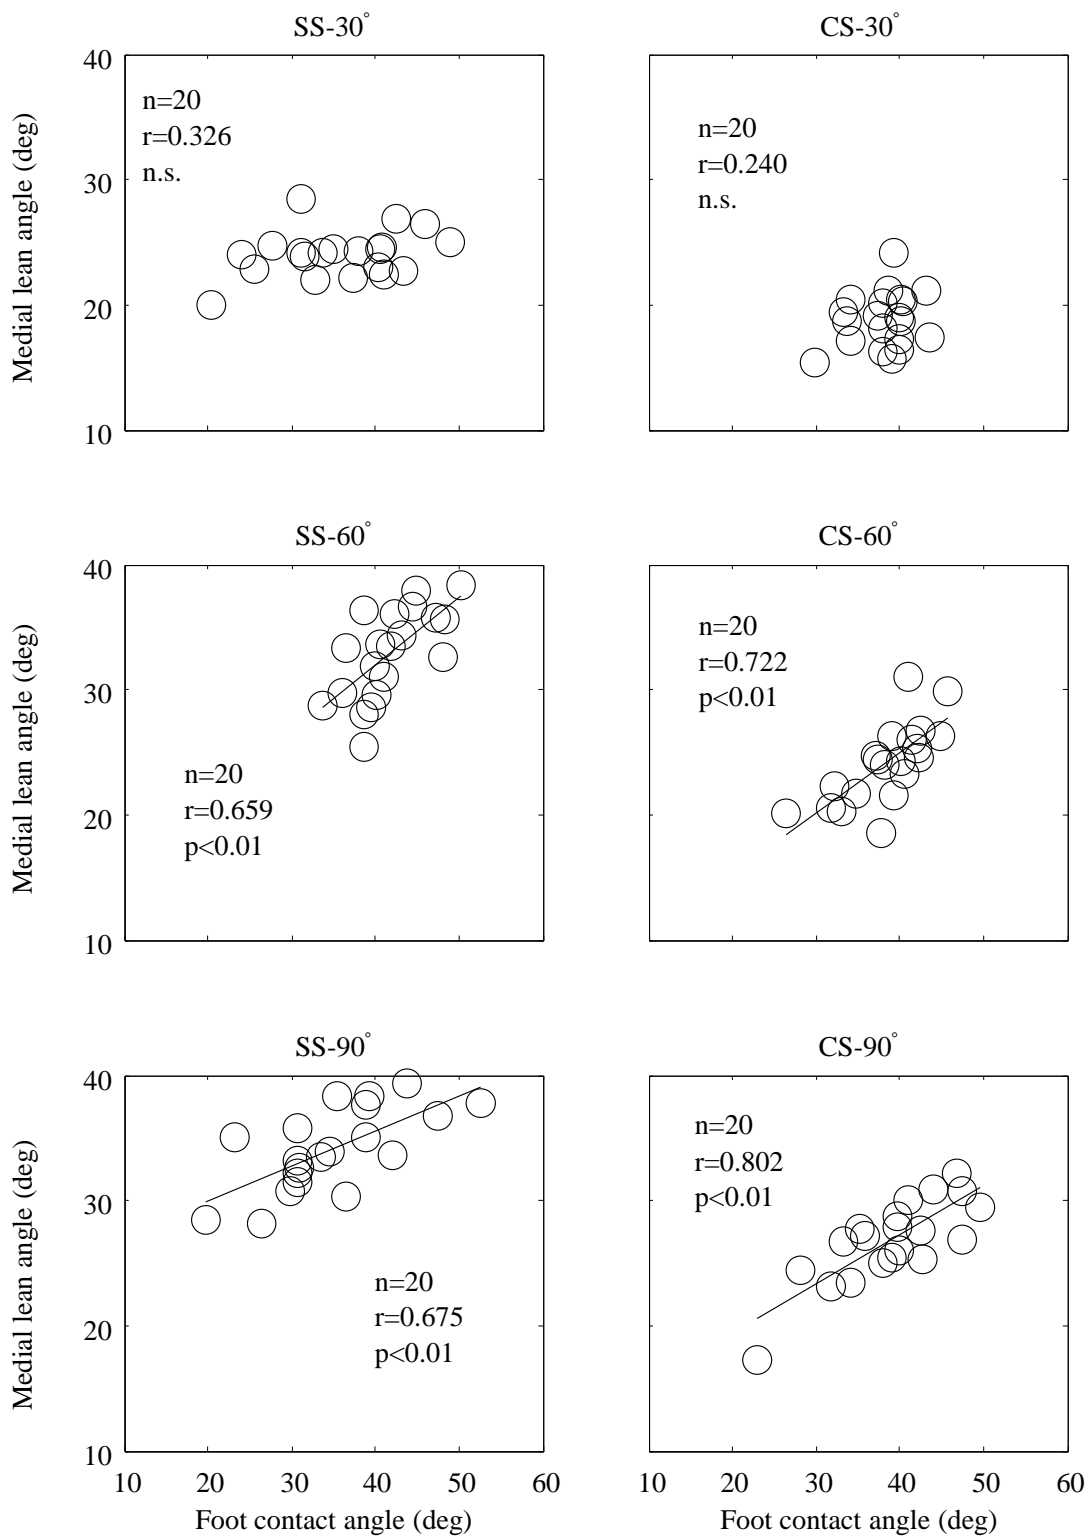 SS-30°
CS-30°
40
30
20
10
Medial lean angle (deg)
n=20
r=0.326
n.s.
n=20
r=0.240
n.s.
SS-60°
CS-60°
40
30
20
10
Medial lean angle (deg)
n=20
r=0.659
p<0.01
n=20
r=0.722
p<0.01
SS-90°
CS-90°
40
30
20
10
Medial lean angle (deg)
n=20
r=0.675
p<0.01
n=20
r=0.802
p<0.01
10 20 30 40 50 60
10 20 30 40 50 60
Foot contact angle (deg)
Foot contact angle (deg)